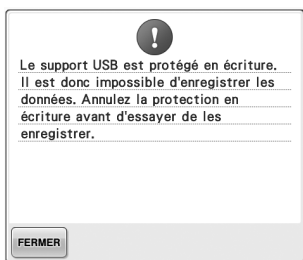 Le support USB est protégé en écriture.
Il est donc impossible d'enregistrer les
données. Annulez la protection en
écriture avant d'essayer de les
enregistrer.
FERMER